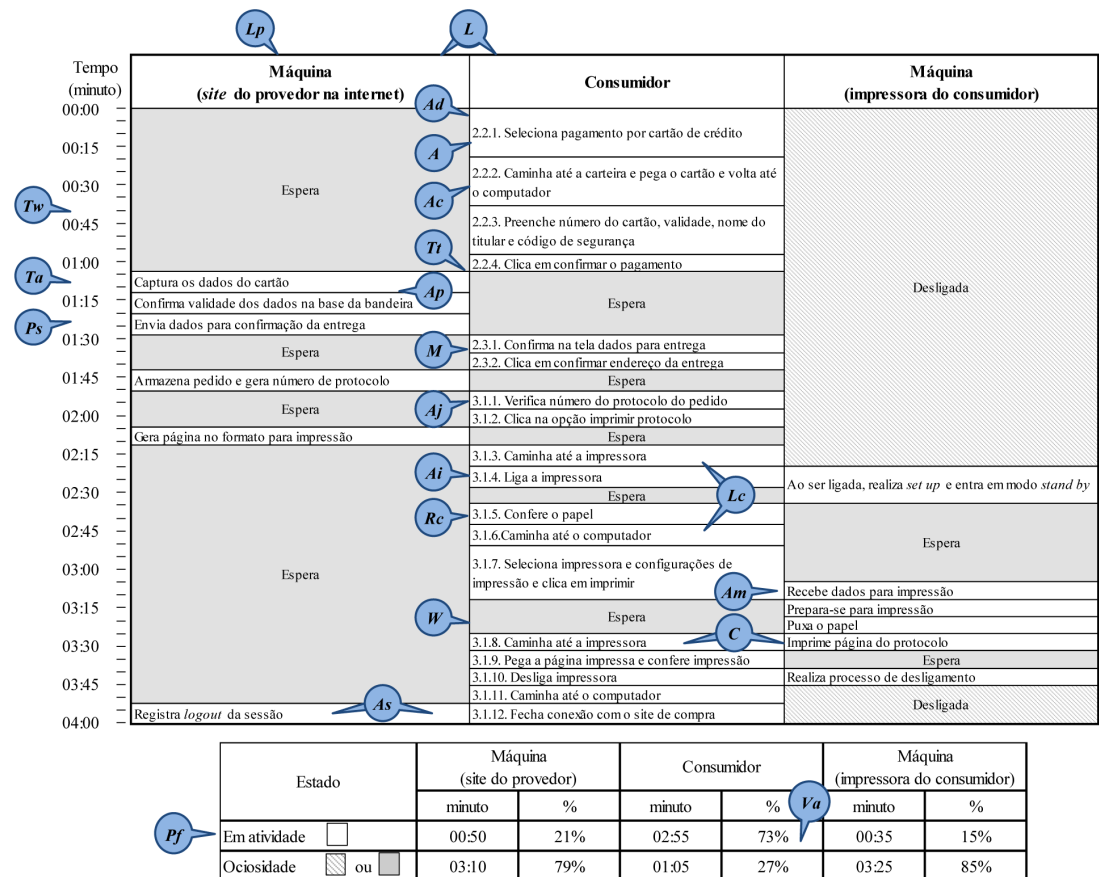 Lp
L
Tempo
(minuto)
Máquina
(site do provedor na internet)
Consumidor
Máquina
(impressora do consumidor)
00:00
00:15
00:30
00:45
01:00
01:15
01:30
01:45
02:00
02:15
02:30
02:45
03:00
03:15
03:30
03:45
04:00
Tw
Ta
Ps
Espera
Captura os dados do cartão
Confirma validade dos dados na base da bandeira
Envia dados para confirmação da entrega
Espera
Armazena pedido e gera número de protocolo
Espera
Gera página no formato para impressão
Espera
Registra logout da sessão
Ad
A
Ac
Tt
Ap
M
Aj
Ai
Rc
W
As
2.2.1. Seleciona pagamento por cartão de crédito
2.2.2. Caminha até a carteira e pega o cartão e volta até
o computador
2.2.3. Preenche número do cartão, validade, nome do
titular e código de segurança
2.2.4. Clica em confirmar o pagamento
Espera
2.3.1. Confirma na tela dados para entrega
2.3.2. Clica em confirmar endereço da entrega
Espera
3.1.1. Verifica número do protocolo do pedido
3.1.2. Clica na opção imprimir protocolo
Espera
3.1.3. Caminha até a impressora
3.1.4. Liga a impressora
Espera
3.1.5. Confere o papel
3.1.6.Caminha até o computador
3.1.7. Seleciona impressora e configurações de
impressão e clica em imprimir
Espera
3.1.8. Caminha até a impressora
3.1.9. Pega a página impressa e confere impressão
3.1.10. Desliga impressora
3.1.11. Caminha até o computador
3.1.12. Fecha conexão com o site de compra
Lc
Am
C
Desligada
Ao ser ligada, realiza set up e entra em modo stand by
Espera
Recebe dados para impressão
Prepara-se para impressão
Puxa o papel
Imprime página do protocolo
Espera
Realiza processo de desligamento
Desligada
Estado
Máquina
(site do provedor)
Consumidor
Máquina
(impressora do consumidor)
minuto
%
minuto
%
minuto
%
Va
Pf
Em atividade
00:50
21%
02:55
73%
00:35
15%
Ociosidade ou
03:10
79%
01:05
27%
03:25
85%